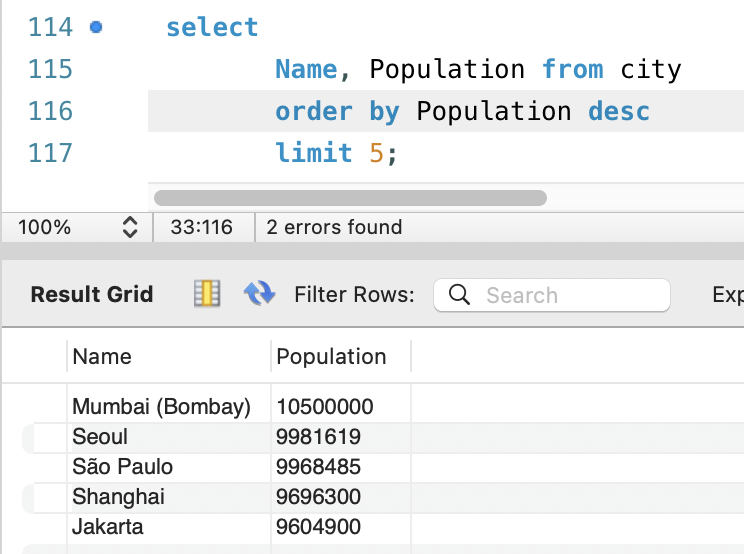 114 select
115 Name, Population from city
116 order by Population desc
117 limit 5;
100% 33:116 2 errors found
Result Grid Filter Rows: Search Exp
Name Population
Mumbai (Bombay) 10500000
Seoul 9981619
São Paulo 9968485
Shanghai 9696300
Jakarta 9604900